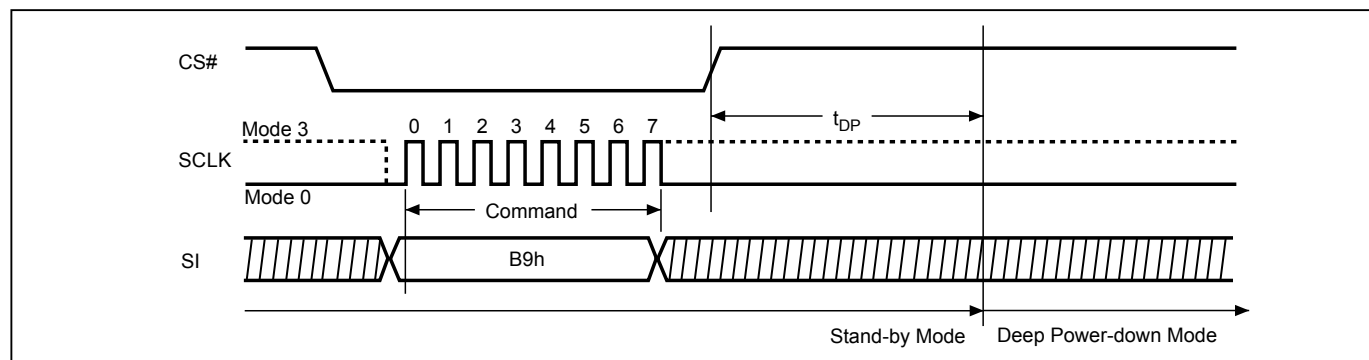 CS#
t_DP
Mode 3
0 1 2 3 4 5 6 7
SCLK
Mode 0
Command
SI
B9h
Stand-by Mode
Deep Power-down Mode